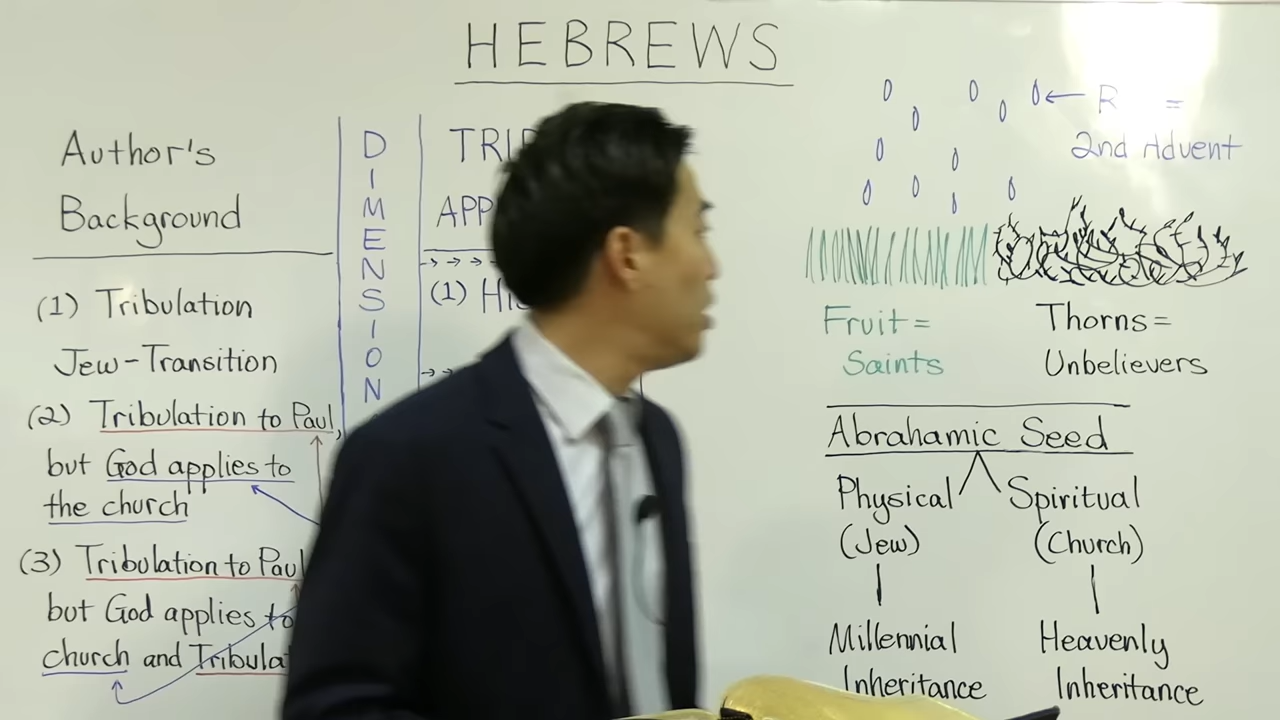 HEBREWS
Author's
Background
(1) Tribulation
Jew-Transition
(2) Tribulation to Paul,
but God applies to
the church
(3) Tribulation to Paul
but God applies to
church and
DIMENSION
(1)
R =
2nd Advent
Fruit =
Saints
Thorns =
Unbelievers
Abrahamic Seed
Physical
(Jew)
Millennial
Inheritance
Spiritual
(Church)
Heavenly
Inheritance